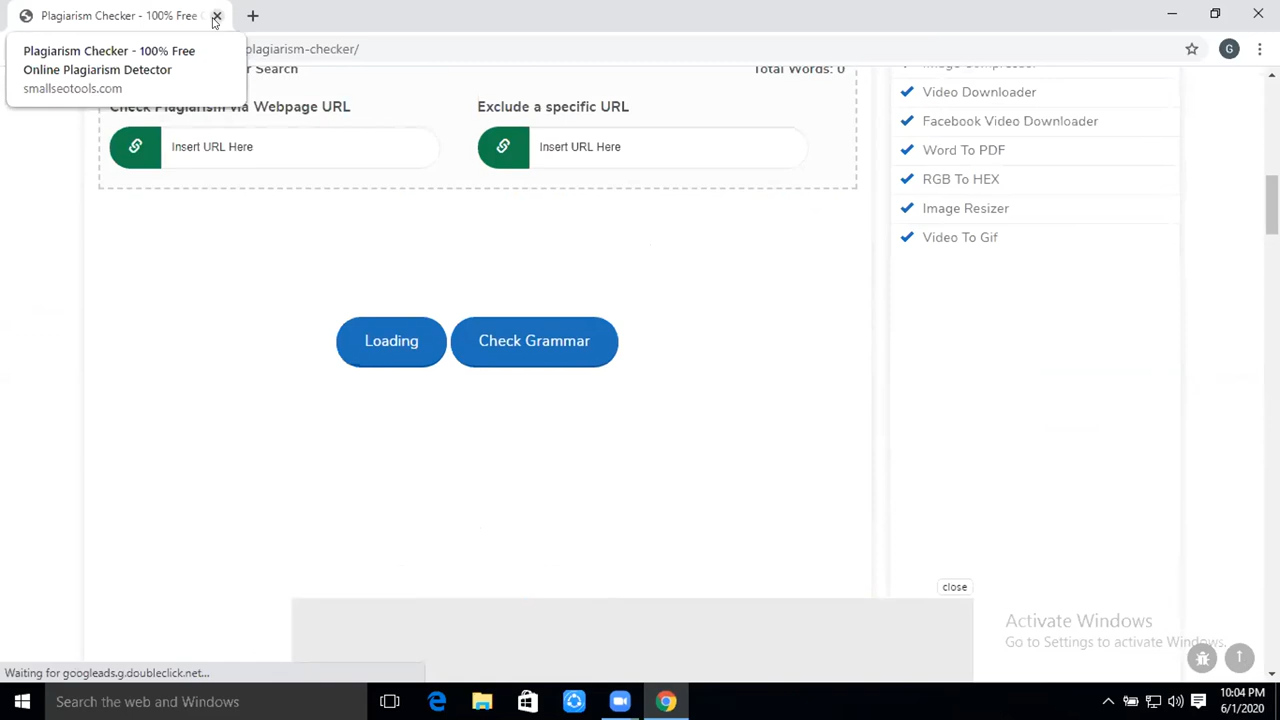 Plagiarism Checker - 100% Free
Plagiarism Checker - 100% Free
Online Plagiarism Detector
smallseotools.com
plagiarism-checker/
G
r Search
Total Words: 0
Check Plagiarism via Webpage URL
Exclude a specific URL
Insert URL Here
Insert URL Here
Image Compressor
Video Downloader
Facebook Video Downloader
Word To PDF
RGB To HEX
Image Resizer
Video To Gif
Loading
Check Grammar
close
Activate Windows
Go to Settings to activate Windows.
Waiting for googleads.g.doubleclick.net...
Search the web and Windows
10:04 PM
6/1/2020